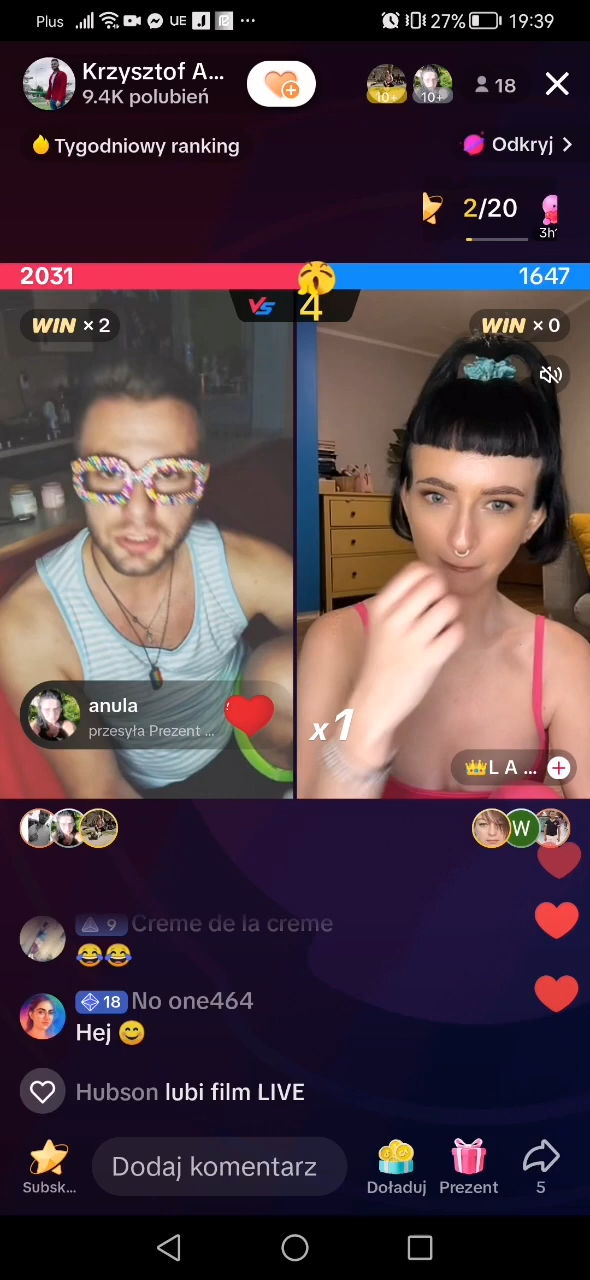 Plus UE 27% 19:39
Krzysztof A...
9.4K polubień
10+ 10+ 18
Tygodniowy ranking
Odkryj >
2/20
3h
2031 1647
VS 4
WIN × 2
WIN × 0
anula
przesyła Prezent ...
x1
L A ...
W
9 Creme de la creme
😂😂
18 No one464
Hej 😊
Hubson lubi film LIVE
Subsk...
Dodaj komentarz
Doładuj
Prezent
5